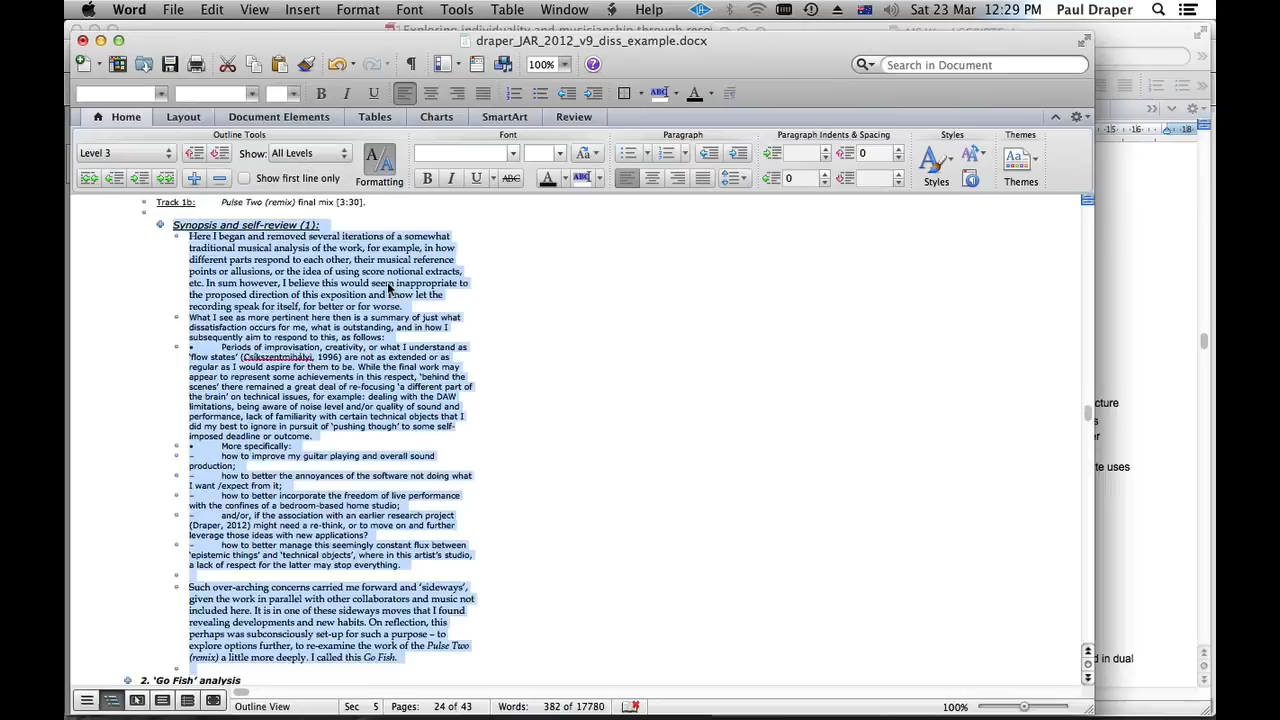 Word File Edit View Insert Format Font Tools Table Window Help Sat 23 Mar 12:29 PM Paul Draper
draper_JAR_2012_v9_diss_example.docx
100% Search in Document
Home Layout Document Elements Tables Charts SmartArt Review
Outline Tools Font Paragraph Paragraph Indents & Spacing Styles Themes
Level 3 Show: All Levels 0
Show first line only Formatting 0 Styles Themes
Track 1b: Pulse Two (remix) final mix [3:30].
Synopsis and self-review (1):
Here I began and removed several iterations of a somewhat
traditional musical analysis of the work, for example, in how
different parts respond to each other, their musical reference
points or allusions, or the idea of using score notional extracts,
etc. In sum however, I believe this would seem inappropriate to
the proposed direction of this exposition and I now let the
recording speak for itself, for better or for worse.
What I see as more pertinent here then is a summary of just what
dissatisfaction occurs for me, what is outstanding, and in how I
subsequently aim to respond to this, as follows:
• Periods of improvisation, creativity, or what I understand as
'flow states' (Csikszentmihályi, 1996) are not as extended or as
regular as I would aspire for them to be. While the final work may
appear to represent some achievements in this respect, 'behind the
scenes' there remained a great deal of re-focusing 'a different part of
the brain' on technical issues, for example: dealing with the DAW
limitations, being aware of noise level and/or quality of sound and
performance, lack of familiarity with certain technical objects that I
did my best to ignore in pursuit of 'pushing though' to some self-
imposed deadline or outcome.
• More specifically:
– how to improve my guitar playing and overall sound
production;
– how to better the annoyances of the software not doing what
I want /expect from it;
– how to better incorporate the freedom of live performance
with the confines of a bedroom-based home studio;
– and/or, if the association with an earlier research project
(Draper, 2012) might need a re-think, or to move on and further
leverage those ideas with new applications?
– how to better manage this seemingly constant flux between
'epistemic things' and 'technical objects', where in this artist's studio,
a lack of respect for the latter may stop everything.
Such over-arching concerns carried me forward and 'sideways',
given the work in parallel with other collaborators and music not
included here. It is in one of these sideways moves that I found
revealing developments and new habits. On reflection, this
perhaps was subconsciously set-up for such a purpose – to
explore options further, to re-examine the work of the Pulse Two
(remix) a little more deeply. I called this Go Fish.
2. 'Go Fish' analysis
Outline View Sec 5 Pages: 24 of 43 Words: 382 of 17780 100%